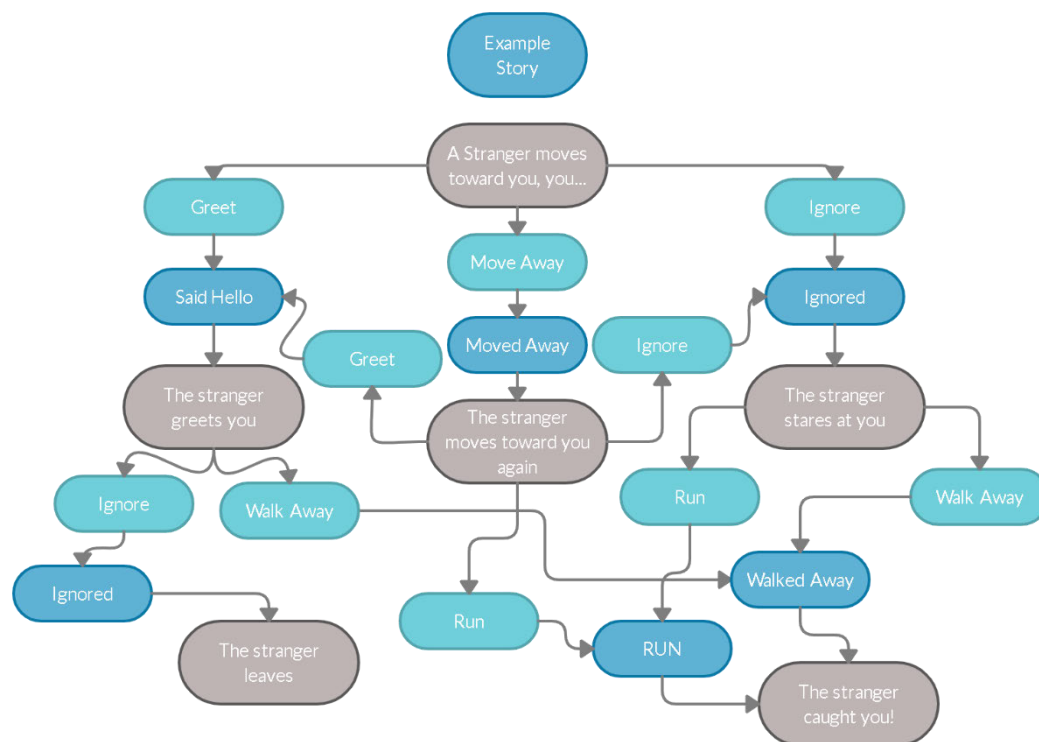 Example
Story
A Stranger moves
toward you, you...
Greet
Ignore
Move Away
Said Hello
Ignored
Moved Away
Greet
Ignore
The stranger
greets you
The stranger
moves toward you
again
The stranger
stares at you
Ignore
Walk Away
Run
Walk Away
Ignored
Walked Away
Run
RUN
The stranger
leaves
The stranger
caught you!